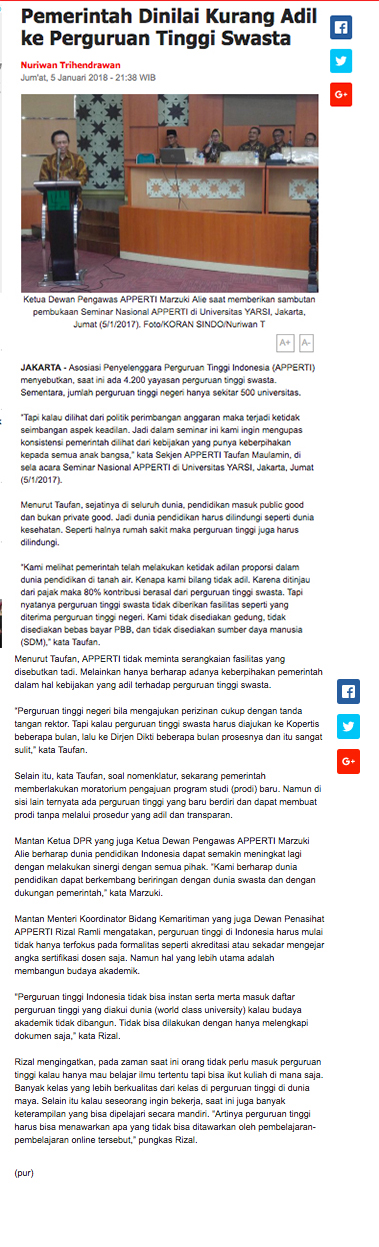 Pemerintah Dinilai Kurang Adil
ke Perguruan Tinggi Swasta
Nuriwan Trihendrawan
Jum'at, 5 Januari 2018 - 21:38 WIB
Ketua Dewan Pengawas APPERTI Marzuki Alie saat memberikan sambutan
pembukaan Seminar Nasional APPERTI di Universitas YARSI, Jakarta,
Jumat (5/1/2017). Foto/KORAN SINDO/Nuriwan T
A+ A-
JAKARTA - Asosiasi Penyelenggara Perguruan Tinggi Indonesia (APPERTI)
menyebutkan, saat ini ada 4.200 yayasan perguruan tinggi swasta.
Sementara, jumlah perguruan tinggi negeri hanya sekitar 500 universitas.
"Tapi kalau dilihat dari politik perimbangan anggaran maka terjadi ketidak
seimbangan aspek keadilan. Jadi dalam seminar ini kami ingin mengupas
konsistensi pemerintah dilihat dari kebijakan yang punya keberpihakan
kepada semua anak bangsa," kata Sekjen APPERTI Taufan Maulamin, di
sela acara Seminar Nasional APPERTI di Universitas YARSI, Jakarta, Jumat
(5/1/2017).
Menurut Taufan, sejatinya di seluruh dunia, pendidikan masuk public good
dan bukan private good. Jadi dunia pendidikan harus dilindungi seperti dunia
kesehatan. Seperti halnya rumah sakit maka perguruan tinggi juga harus
dilindungi.
"Kami melihat pemerintah telah melakukan ketidak adilan proporsi dalam
dunia pendidikan di tanah air. Kenapa kami bilang tidak adil. Karena ditinjau
dari pajak maka 80% kontribusi berasal dari perguruan tinggi swasta. Tapi
nyatanya perguruan tinggi swasta tidak diberikan fasilitas seperti yang
diterima perguruan tinggi negeri. Kami tidak disediakan gedung, tidak
disediakan bebas bayar PBB, dan tidak disediakan sumber daya manusia
(SDM)," kata Taufan.
Menurut Taufan, APPERTI tidak meminta serangkaian fasilitas yang
disebutkan tadi. Melainkan hanya berharap adanya keberpihakan pemerintah
dalam hal kebijakan yang adil terhadap perguruan tinggi swasta.
"Perguruan tinggi negeri bila mengajukan perizinan cukup dengan tanda
tangan rektor. Tapi kalau perguruan tinggi swasta harus diajukan ke Kopertis
beberapa bulan, lalu ke Dirjen Dikti beberapa bulan prosesnya dan itu sangat
sulit," kata Taufan.
Selain itu, kata Taufan, soal nomenklatur, sekarang pemerintah
memberlakukan moratorium pengajuan program studi (prodi) baru. Namun di
sisi lain ternyata ada perguruan tinggi yang baru berdiri dan dapat membuat
prodi tanpa melalui prosedur yang adil dan transparan.
Mantan Ketua DPR yang juga Ketua Dewan Pengawas APPERTI Marzuki
Alie berharap dunia pendidikan Indonesia dapat semakin meningkat lagi
dengan melakukan sinergi dengan semua pihak. "Kami berharap dunia
pendidikan dapat berkembang beriringan dengan dunia swasta dan dengan
dukungan pemerintah," kata Marzuki.
Mantan Menteri Koordinator Bidang Kemaritiman yang juga Dewan Penasihat
APPERTI Rizal Ramli mengatakan, perguruan tinggi di Indonesia harus mulai
tidak hanya terfokus pada formalitas seperti akreditasi atau sekadar mengejar
angka sertifikasi dosen saja. Namun hal yang lebih utama adalah
membangun budaya akademik.
"Perguruan tinggi Indonesia tidak bisa instan serta merta masuk daftar
perguruan tinggi yang diakui dunia (world class university) kalau budaya
akademik tidak dibangun. Tidak bisa dilakukan dengan hanya melengkapi
dokumen saja," kata Rizal.
Rizal mengingatkan, pada zaman saat ini orang tidak perlu masuk perguruan
tinggi kalau hanya mau belajar ilmu tertentu tapi bisa ikut kuliah di mana saja.
Banyak kelas yang lebih berkualitas dari kelas di perguruan tinggi di dunia
maya. Selain itu kalau seseorang ingin bekerja, saat ini juga banyak
keterampilan yang bisa dipelajari secara mandiri. "Artinya perguruan tinggi
harus bisa menawarkan apa yang tidak bisa ditawarkan oleh pembelajaran-
pembelajaran online tersebut," pungkas Rizal.
(pur)